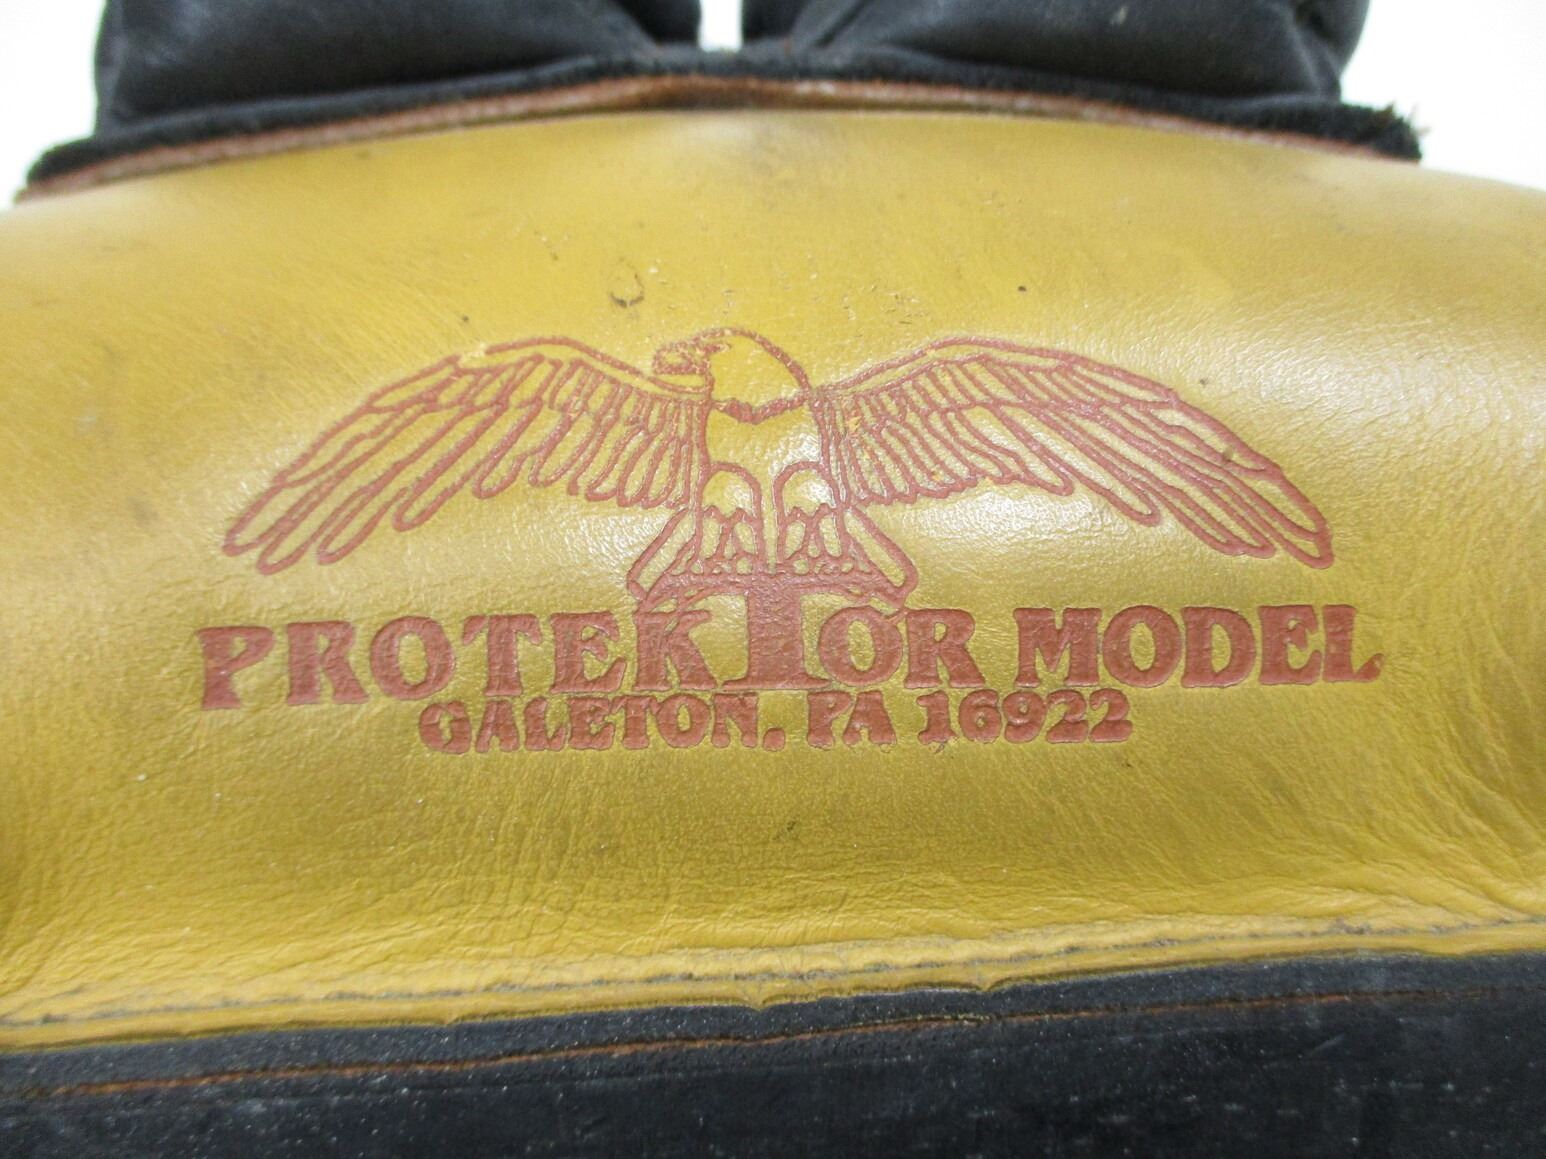 PROTEKTOR MODEL
GALETON, PA 16922